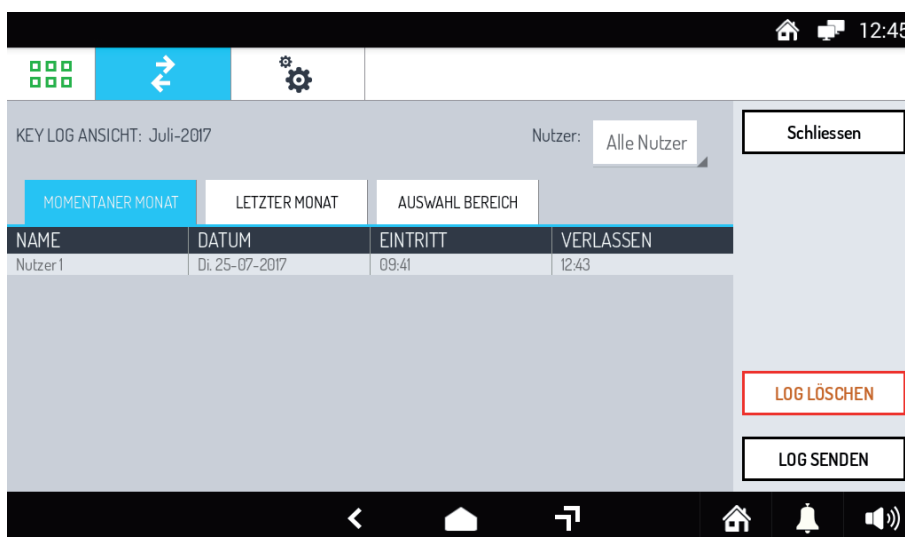 12:45
KEY LOG ANSICHT: Juli-2017
Nutzer:
Alle Nutzer
Schliessen
MOMENTANER MONAT
LETZTER MONAT
AUSWAHL BEREICH
NAME
DATUM
EINTRITT
VERLASSEN
Nutzer 1
Di. 25-07-2017
09:41
12:43
LOG LÖSCHEN
LOG SENDEN